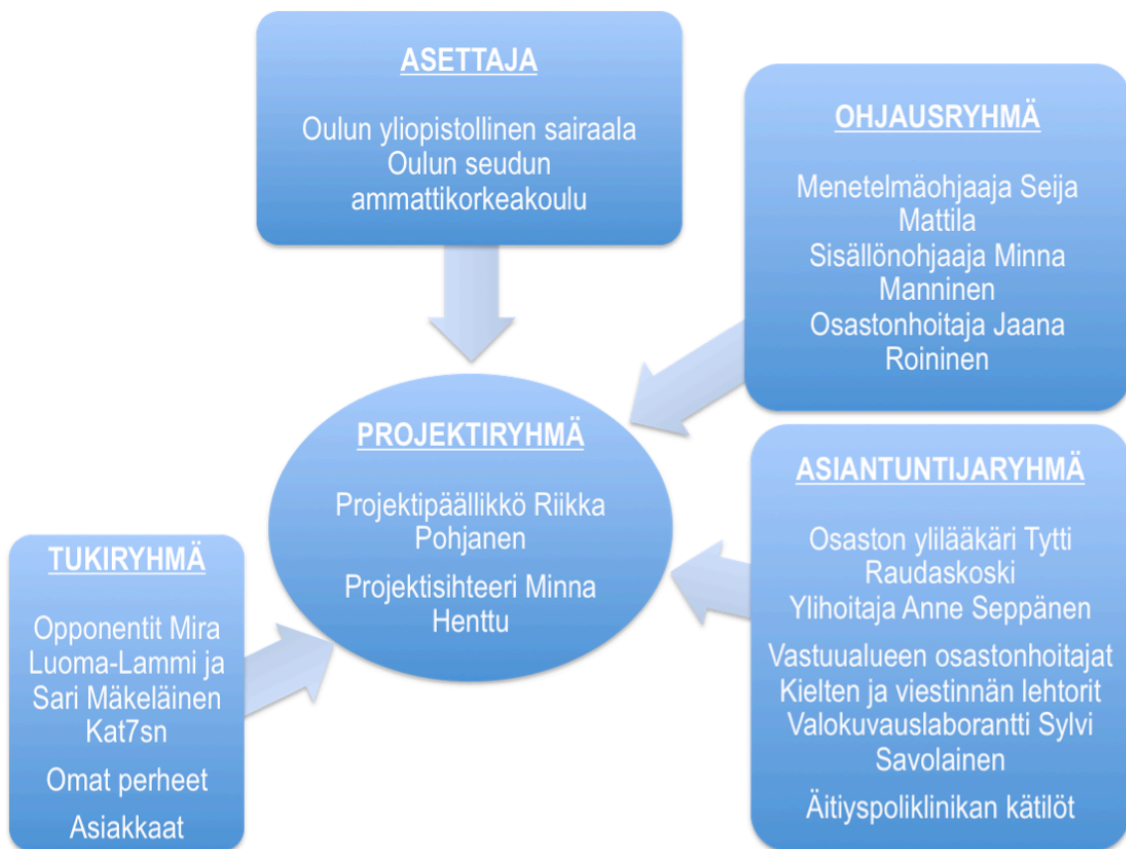 ASETTAJA
Oulun yliopistollinen sairaala
Oulun seudun
ammattikorkeakoulu
OHJAUSRYHMÄ
Menetelmäohjaaja Seija
Mattila
Sisällönohjaaja Minna
Manninen
Osastonhoitaja Jaana
Roininen
PROJEKTIRYHMÄ
Projektipäällikkö Riikka
Pohjanen
Projektisihteeri Minna
Henttu
ASIANTUNTIJARYHMÄ
Osaston ylilääkäri Tytti
Raudaskoski
Ylihoitaja Anne Seppänen
Vastuualueen osastonhoitajat
Kielten ja viestinnän lehtorit
Valokuvauslaborantti Sylvi
Savolainen
Äitiyspoliklinikan kätilöt
TUKIRYHMÄ
Opponentit Mira
Luoma-Lammi ja
Sari Mäkeläinen
Kat7sn
Omat perheet
Asiakkaat